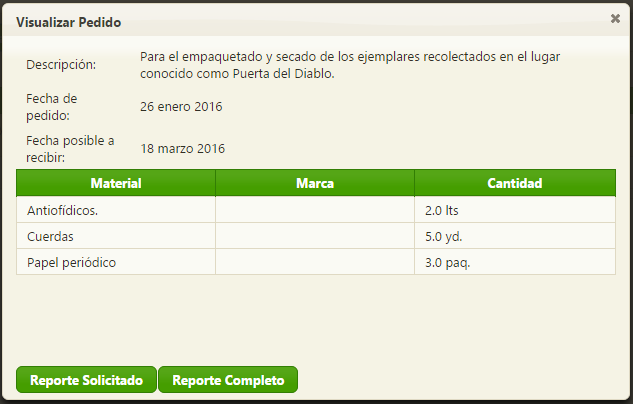 Visualizar Pedido
Descripción: Para el empaquetado y secado de los ejemplares recolectados en el lugar
conocido como Puerta del Diablo.
Fecha de
pedido: 26 enero 2016
Fecha posible a
recibir: 18 marzo 2016
Material Marca Cantidad
Antiofídicos. 2.0 lts
Cuerdas 5.0 yd.
Papel periódico 3.0 paq.
Reporte Solicitado Reporte Completo